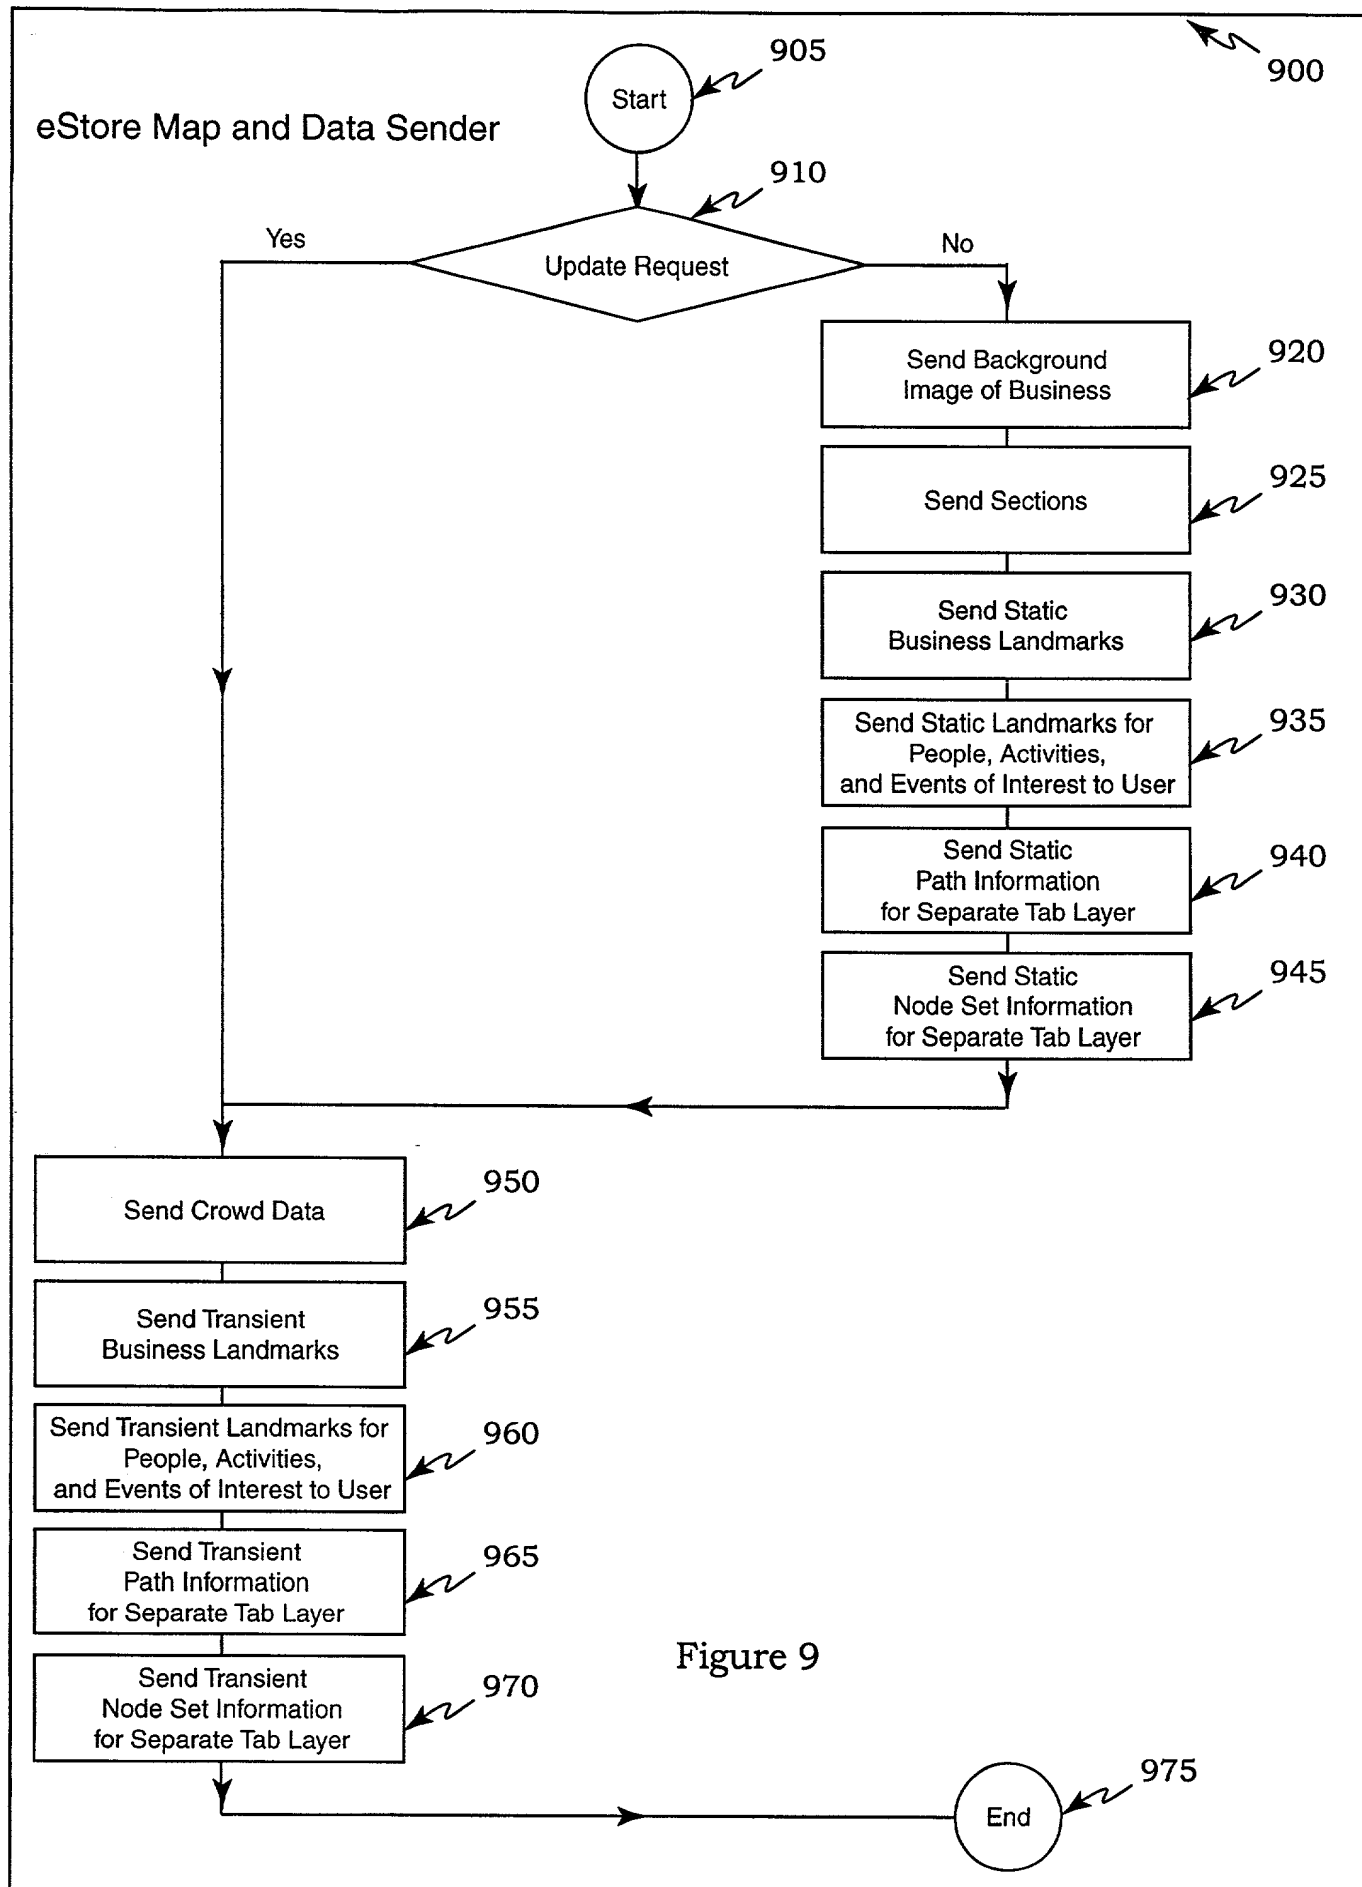 900
905
Start
eStore Map and Data Sender
910
Yes
No
Update Request
Send Background
Image of Business
920
Send Sections
925
Send Static
Business Landmarks
930
Send Static Landmarks for
People, Activities,
and Events of Interest to User
935
Send Static
Path Information
for Separate Tab Layer
940
Send Static
Node Set Information
for Separate Tab Layer
945
Send Crowd Data
950
Send Transient
Business Landmarks
955
Send Transient Landmarks for
People, Activities,
and Events of Interest to User
960
Send Transient
Path Information
for Separate Tab Layer
965
Send Transient
Node Set Information
for Separate Tab Layer
970
Figure 9
End
975